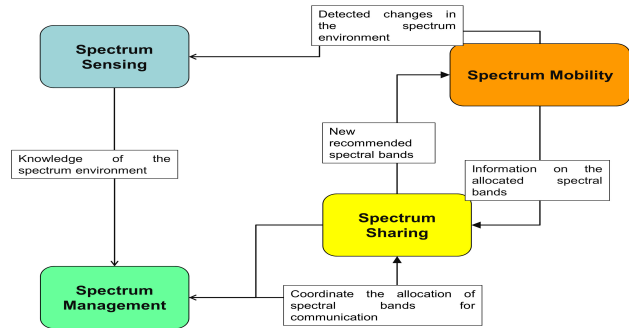 Detected changes in
the spectrum
environment
Spectrum
Sensing
Spectrum Mobility
New
recommended
spectral bands
Knowledge of the
spectrum environment
Information on the
allocated spectral
bands
Spectrum
Sharing
Spectrum
Management
Coordinate the allocation of
spectral bands for
communication